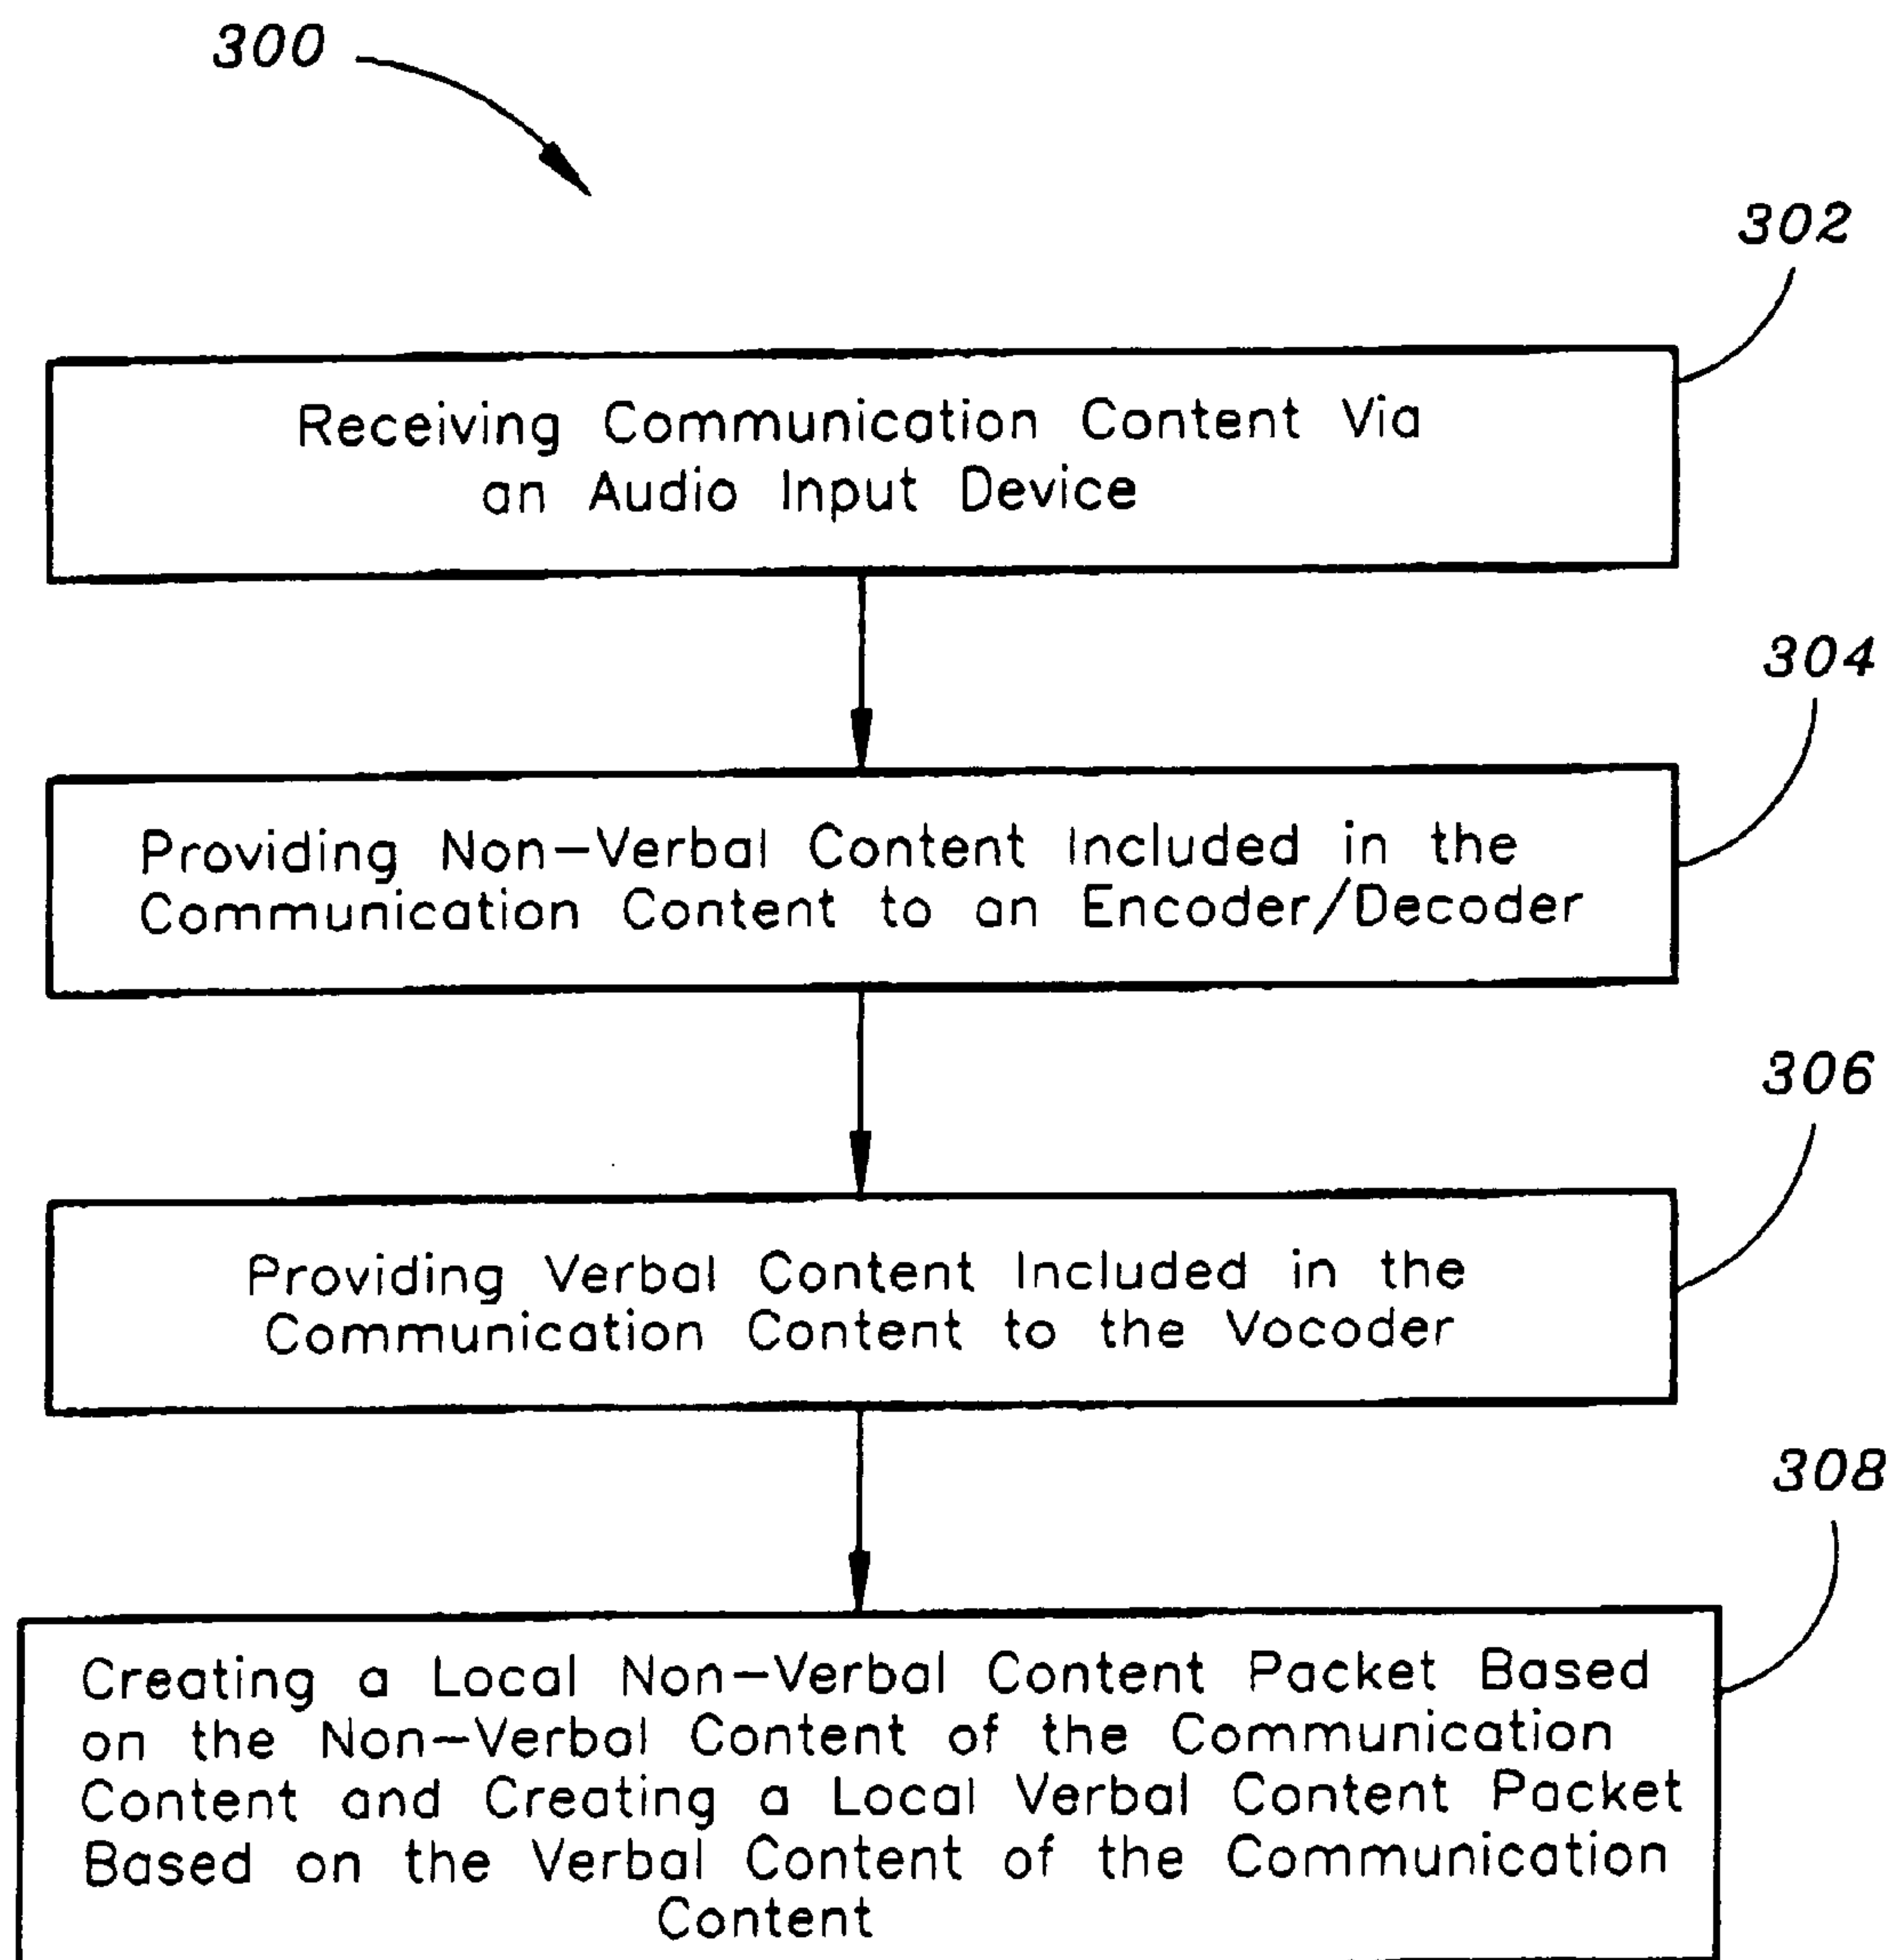 300
302
Receiving Communication Content Via
an Audio Input Device
304
Providing Non-Verbal Content Included in the
Communication Content to an Encoder/Decoder
306
Providing Verbal Content Included in the
Communication Content to the Vocoder
308
Creating a Local Non-Verbal Content Packet Based
on the Non-Verbal Content of the Communication
Content and Creating a Local Verbal Content Packet
Based on the Verbal Content of the Communication
Content